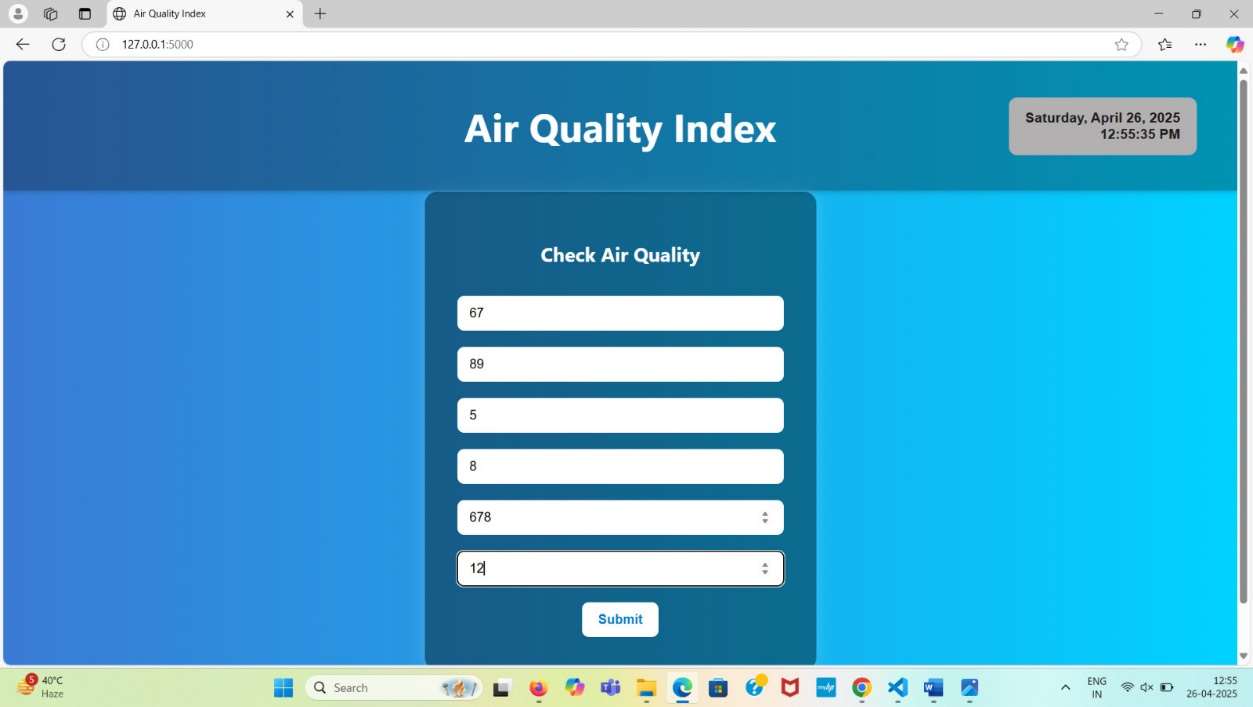 Air Quality Index
127.0.0.1:5000
Air Quality Index
Saturday, April 26, 2025
12:55:35 PM
Check Air Quality
67
89
5
8
678
12
Submit
5
40°C
Haze
Search
myhp
ENG
IN
12:55
26-04-2025